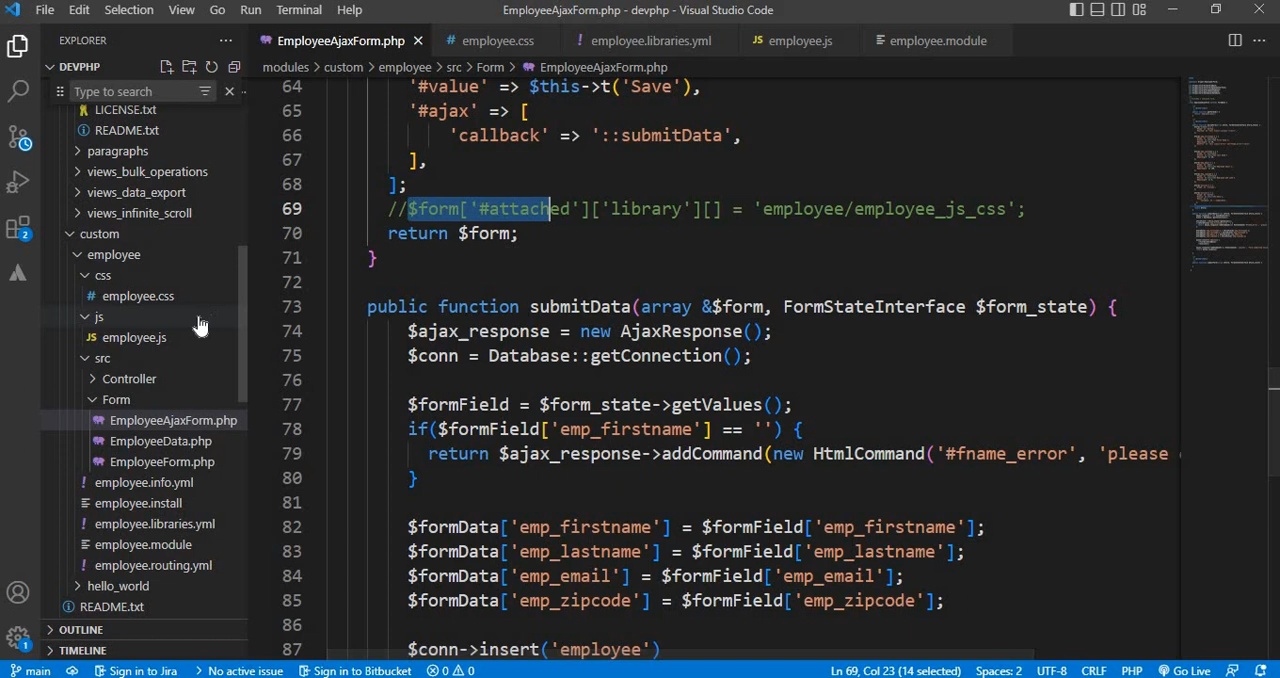 File Edit Selection View Go Run Terminal Help EmployeeAjaxForm.php - devphp - Visual Studio Code
EXPLORER
EmployeeAjaxForm.php employee.css ! employee.libraries.yml JS employee.js employee.module
DEVPHP
modules > custom > employee > src > Form > EmployeeAjaxForm.php
Type to search
LICENSE.txt
README.txt
paragraphs
views_bulk_operations
views_data_export
views_infinite_scroll
custom
employee
css
# employee.css
js
JS employee.js
src
Controller
Form
EmployeeAjaxForm.php
EmployeeData.php
EmployeeForm.php
! employee.info.yml
employee.install
! employee.libraries.yml
employee.module
! employee.routing.yml
hello_world
README.txt
OUTLINE
TIMELINE
64 '#value' => $this->t('Save'),
65 '#ajax' => [
66 'callback' => '::submitData',
67 ],
68 ];
69 //$form['#attached']['library'][] = 'employee/employee_js_css';
70 return $form;
71 }
72
73 public function submitData(array &$form, FormStateInterface $form_state) {
74 $ajax_response = new AjaxResponse();
75 $conn = Database::getConnection();
76
77 $formField = $form_state->getValues();
78 if($formField['emp_firstname'] == '') {
79 return $ajax_response->addCommand(new HtmlCommand('#fname_error', 'please
80 }
81
82 $formData['emp_firstname'] = $formField['emp_firstname'];
83 $formData['emp_lastname'] = $formField['emp_lastname'];
84 $formData['emp_email'] = $formField['emp_email'];
85 $formData['emp_zipcode'] = $formField['emp_zipcode'];
86
87 $conn->insert('employee')
main Sign in to Jira No active issue Sign in to Bitbucket 0 0 Ln 69, Col 23 (14 selected) Spaces: 2 UTF-8 CRLF PHP Go Live